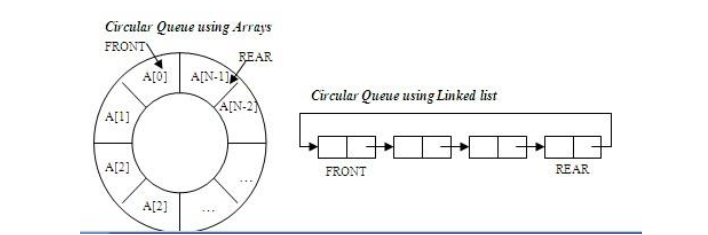 Circular Queue using Arrays
FRONT
REAR
A[0]
A[N-1]
A[N-2]
A[1]
A[2]
A[2]
...
...
Circular Queue using Linked list
FRONT
REAR